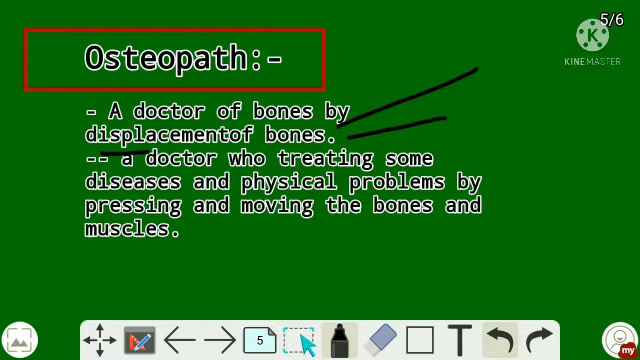 5/6
KINEMASTER
Osteopath:-
- A doctor of bones by
displacementof bones.
-- a doctor who treating some
diseases and physical problems by
pressing and moving the bones and
muscles.
5
T
my